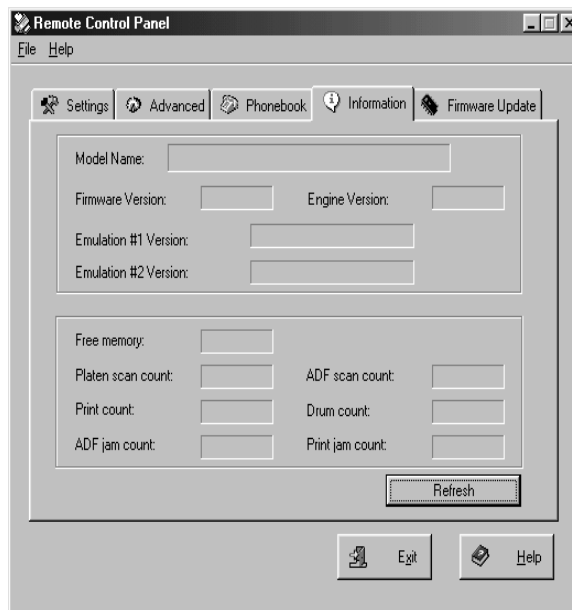 Remote Control Panel
File Help
Settings Advanced Phonebook Information Firmware Update
Model Name:
Firmware Version: Engine Version:
Emulation #1 Version:
Emulation #2 Version:
Free memory:
Platen scan count: ADF scan count:
Print count: Drum count:
ADF jam count: Print jam count:
Refresh
Exit Help